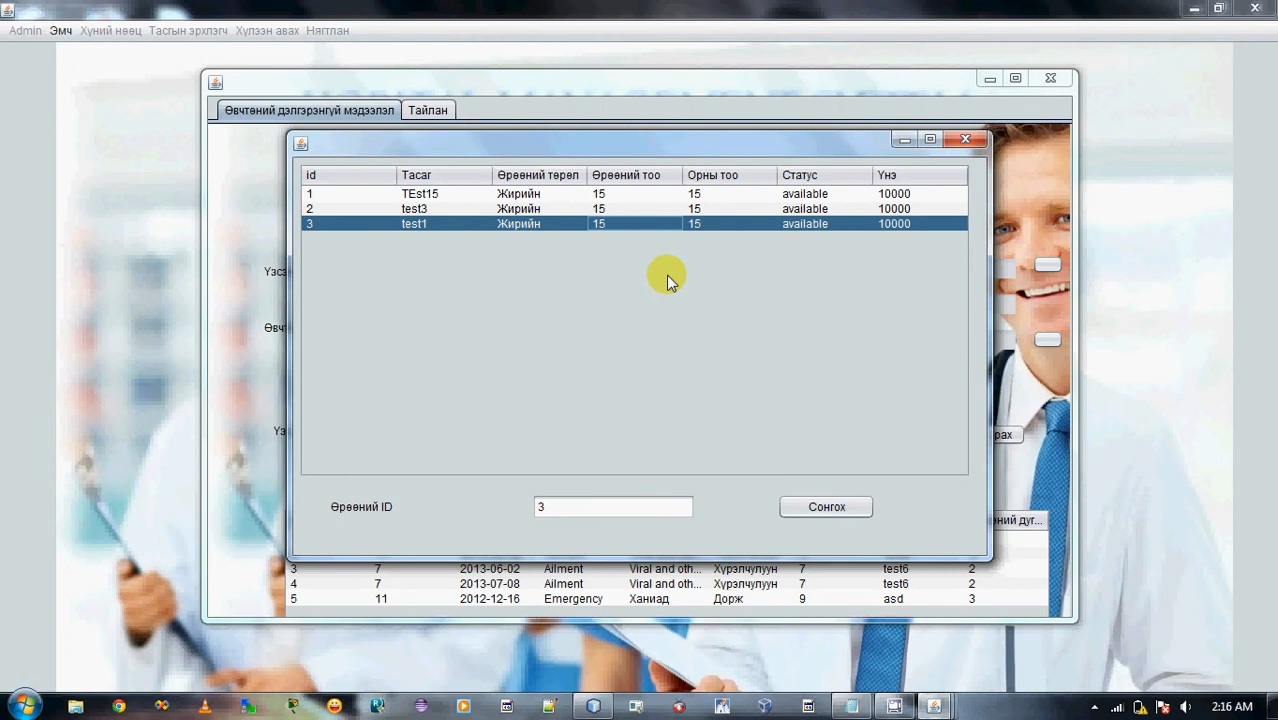 Admin Эмч Хүний нөөц Тасгын эрхлэгч Хүлээн авах Нягтлан
Өвчтөний дэлгэрэнгүй мэдээлэл Тайлан
id Тасаг Өрөөний төрөл Өрөөний тоо Орны тоо Статус Үнэ
1 TEst15 Жирийн 15 15 available 10000
2 test3 Жирийн 15 15 available 10000
3 test1 Жирийн 15 15 available 10000
Өрөөний ID 3 Сонгох
рах
ний дуг...
3 7 2013-06-02 Ailment Viral and oth... Хүрэлчулуун 7 test6 2
4 7 2013-07-08 Ailment Viral and oth... Хүрэлчулуун 7 test6 2
5 11 2012-12-16 Emergency Ханиад Дорж 9 asd 3
2:16 AM